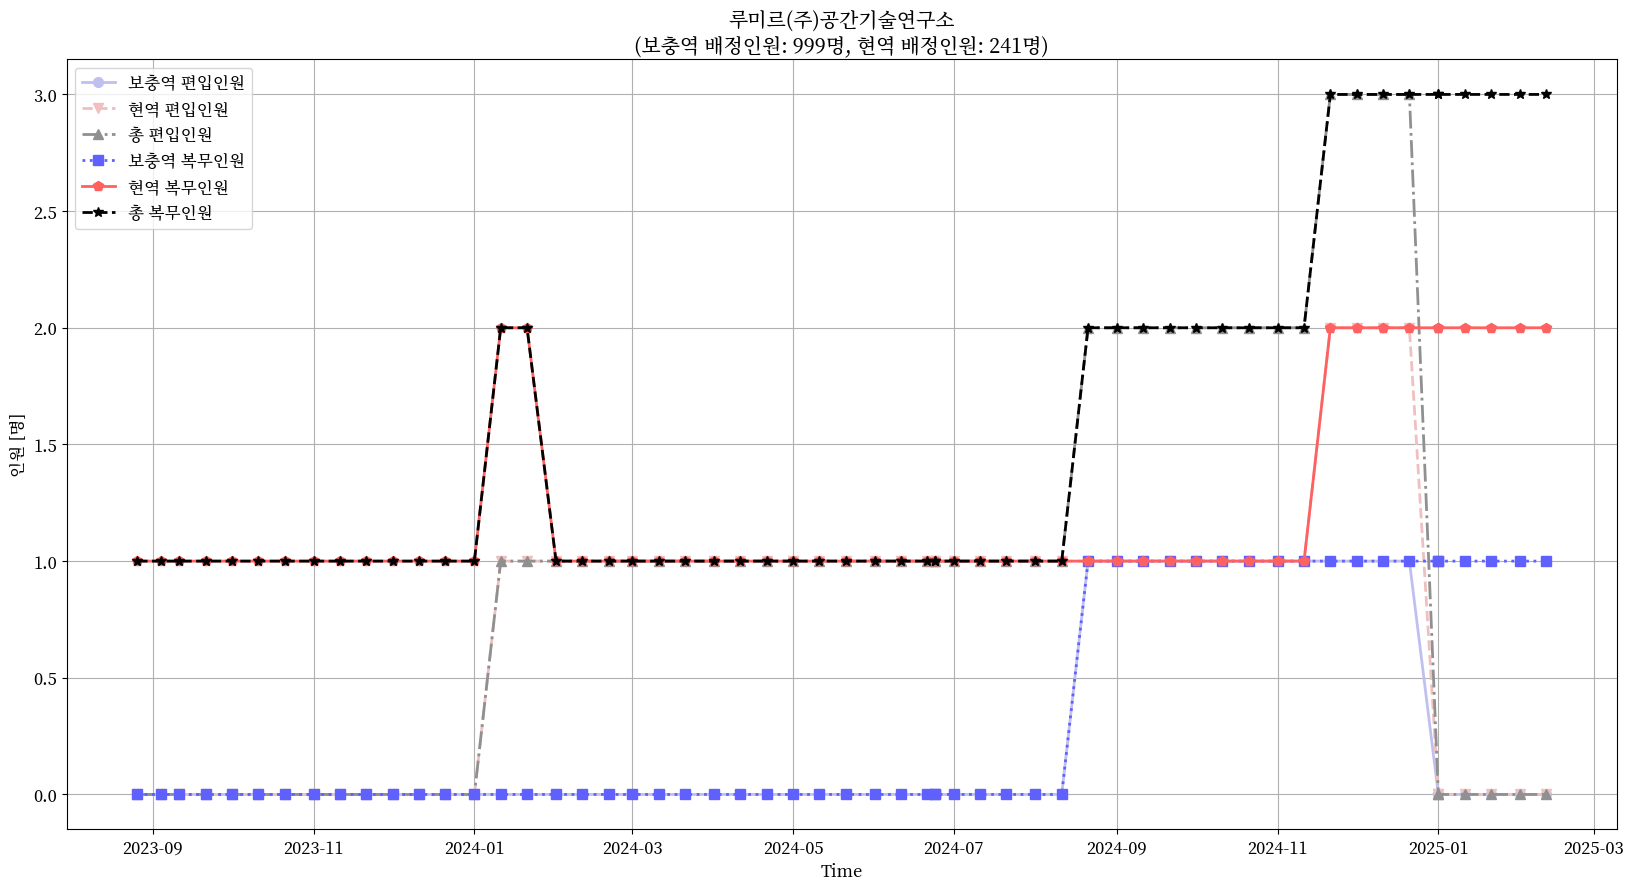 루미르(주)공간기술연구소
(보충역 배정인원: 999명, 현역 배정인원: 241명)
보충역 편입인원
현역 편입인원
총 편입인원
보충역 복무인원
현역 복무인원
총 복무인원
3.0
2.5
2.0
1.5
1.0
0.5
0.0
인원 [명]
2023-09
2023-11
2024-01
2024-03
2024-05
2024-07
2024-09
2024-11
2025-01
2025-03
Time